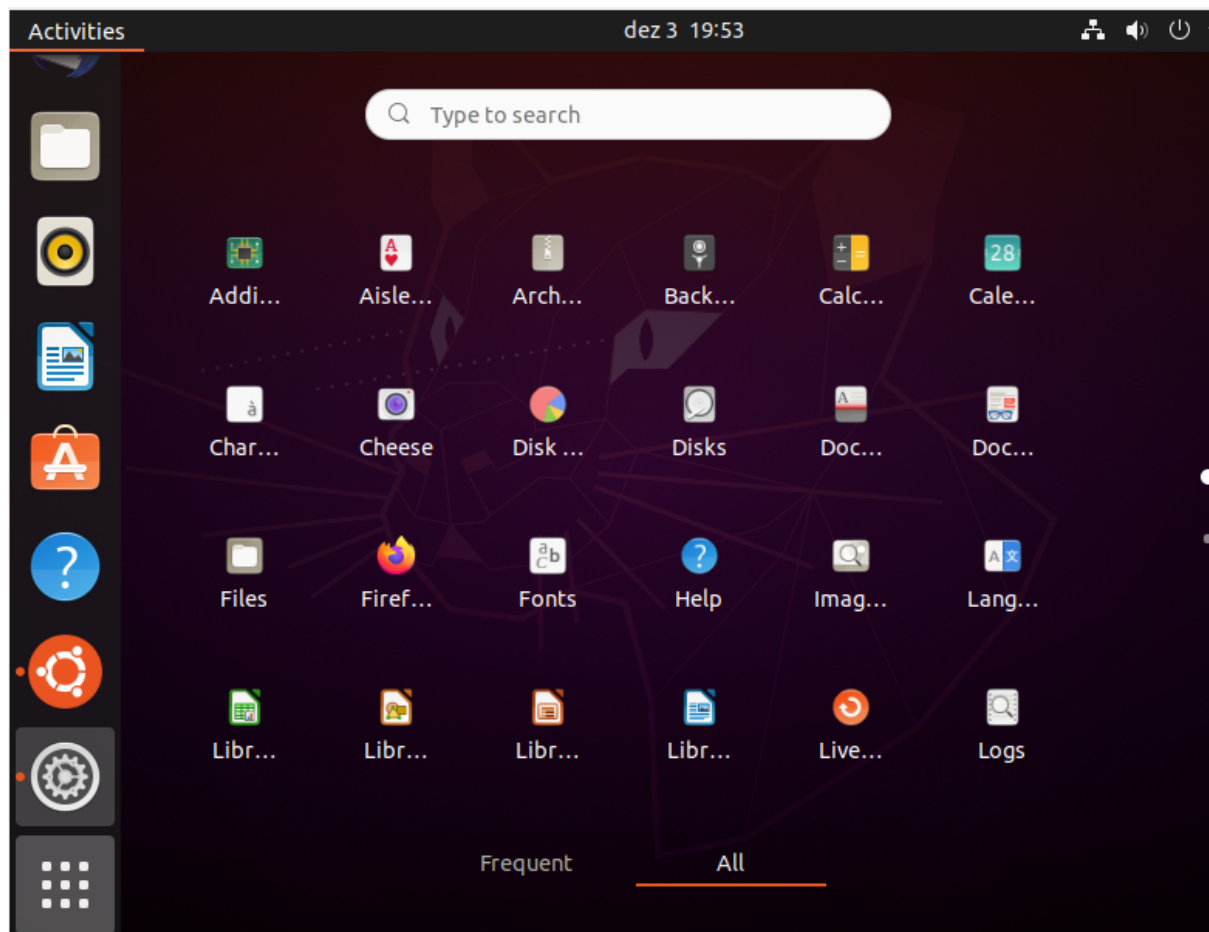 Activities dez 3 19:53
Type to search
Addi... Aisle... Arch... Back... Calc... Cale...
28
Char... Cheese Disk ... Disks Doc... Doc...
Files Firef... Fonts Help Imag... Lang...
Libr... Libr... Libr... Libr... Live... Logs
Frequent All